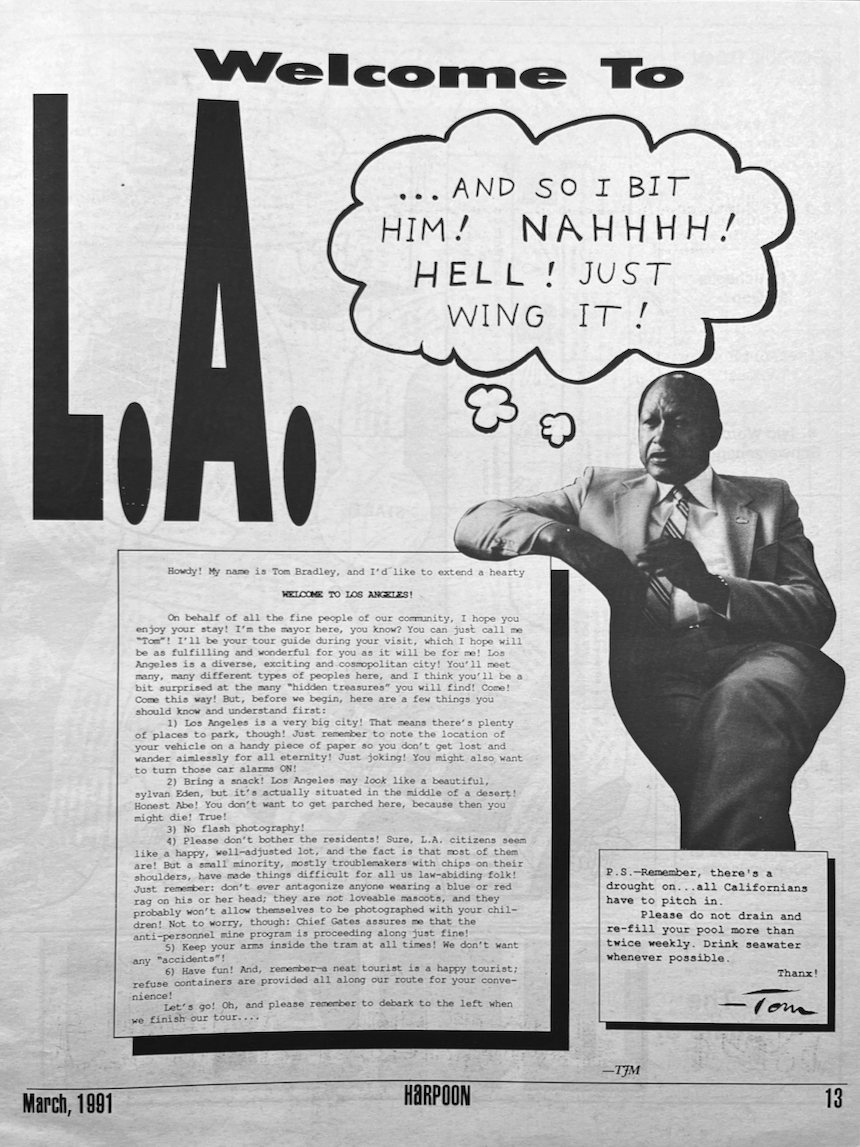 Welcome To
L.A.
...AND SO I BIT
HIM! NAHHHH!
HELL! JUST
WING IT!
Howdy! My name is Tom Bradley, and I'd like to extend a hearty
WELCOME TO LOS ANGELES!
On behalf of all the fine people of our community, I hope you
enjoy your stay! I'm the mayor here, you know? You can just call me
"Tom"! I'll be your tour guide during your visit, which I hope will
be as fulfilling and wonderful for you as it will be for me! Los
Angeles is a diverse, exciting and cosmopolitan city! You'll meet
many, many different types of peoples here, and I think you'll be a
bit surprised at the many "hidden treasures" you will find! Come!
Come this way! But, before we begin, here are a few things you
should know and understand first:
1) Los Angeles is a very big city! That means there's plenty
of places to park, though! Just remember to note the location of
your vehicle on a handy piece of paper so you don't get lost and
wander aimlessly for all eternity! Just joking! You might also want
to turn those car alarms ON!
2) Bring a snack! Los Angeles may look like a beautiful,
sylvan Eden, but it's actually situated in the middle of a desert!
Honest Abe! You don't want to get parched here, because then you
might die! True!
3) No flash photography!
4) Please don't bother the residents! Sure, L.A. citizens seem
like a happy, well-adjusted lot, and the fact is that most of them
are! But a small minority, mostly troublemakers with chips on their
shoulders, have made things difficult for all us law-abiding folk!
Just remember: don't ever antagonize anyone wearing a blue or red
rag on his or her head; they are not loveable mascots, and they
probably won't allow themselves to be photographed with your chil-
dren! Not to worry, though: Chief Gates assures me that the
anti-personnel mine program is proceeding along just fine!
5) Keep your arms inside the tram at all times! We don't want
any "accidents"!
6) Have fun! And, remember—a neat tourist is a happy tourist;
refuse containers are provided all along our route for your conve-
nience!
Let's go! Oh, and please remember to debark to the left when
we finish our tour....
P.S.—Remember, there's a
drought on...all Californians
have to pitch in.
Please do not drain and
re-fill your pool more than
twice weekly. Drink seawater
whenever possible.
Thanx!
—Tom
—TJM
March, 1991
HARPOON
13